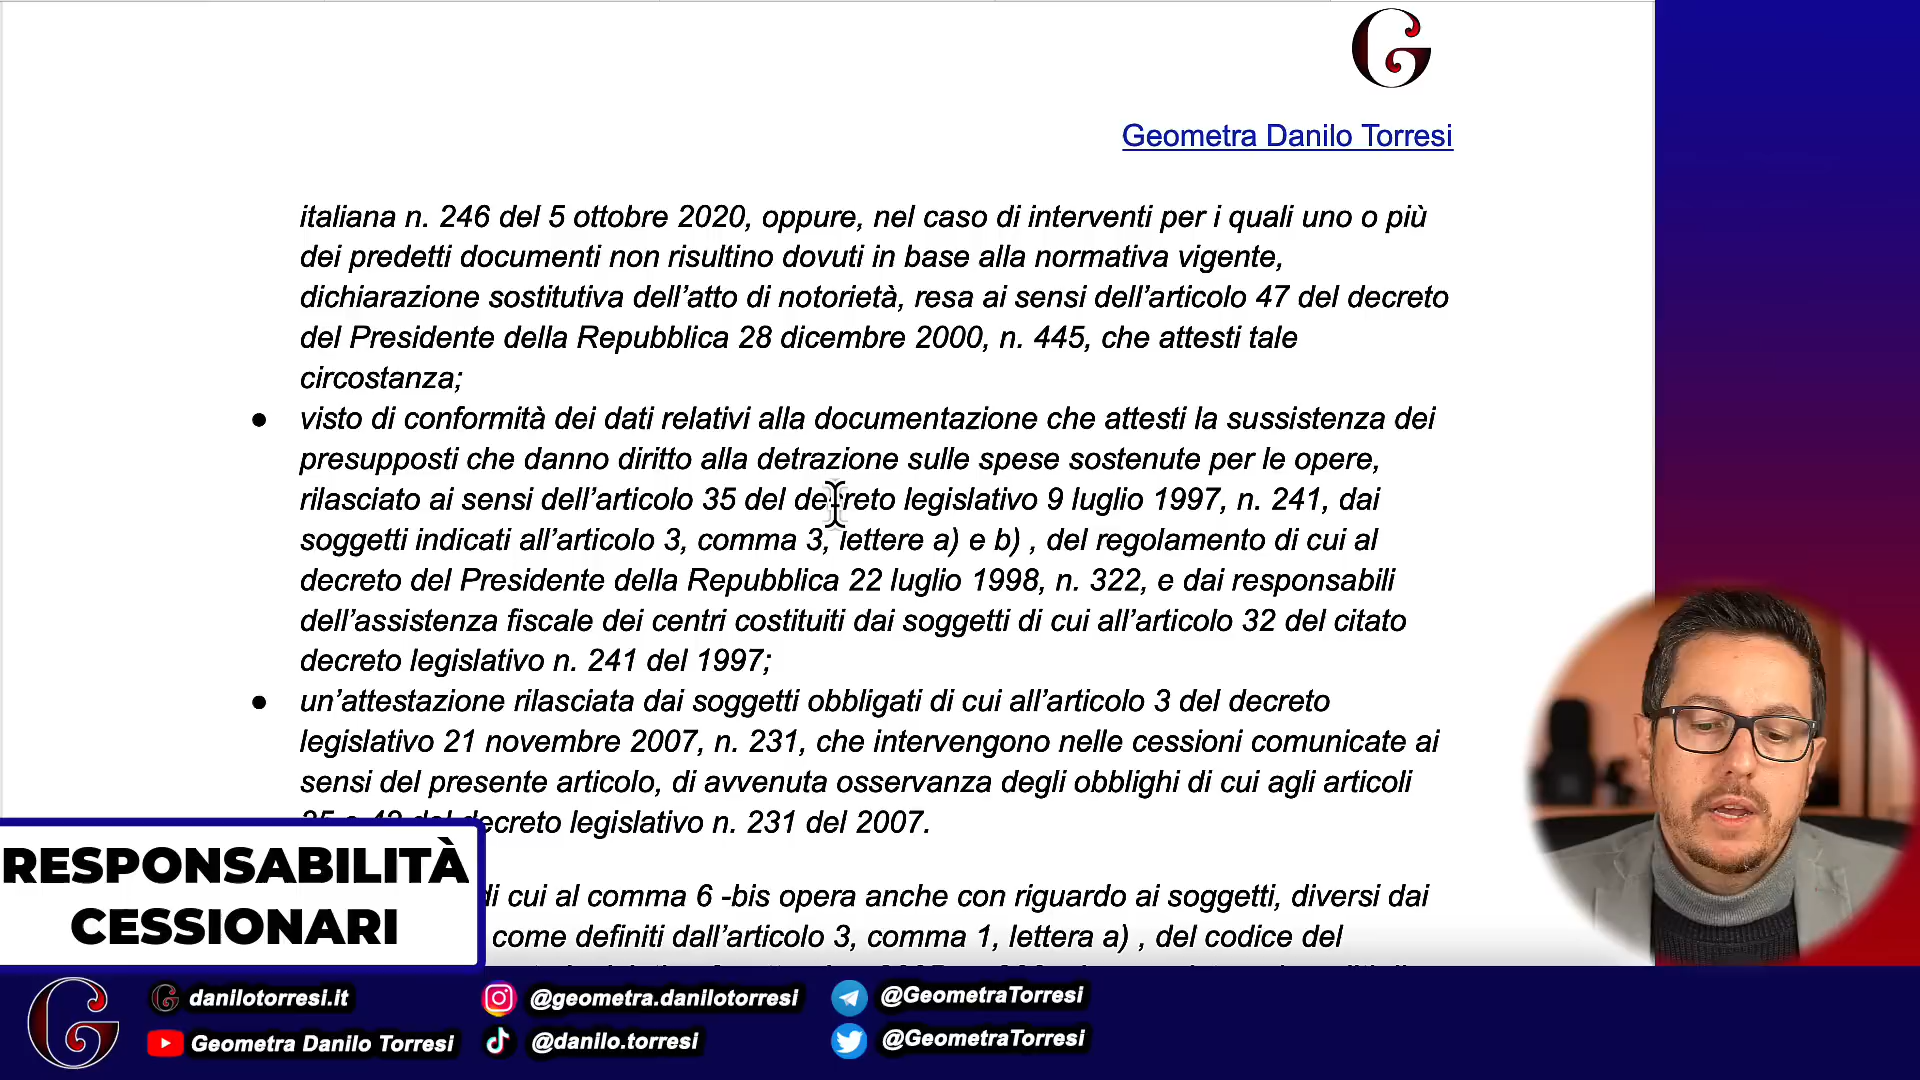 G
Geometra Danilo Torresi
italiana n. 246 del 5 ottobre 2020, oppure, nel caso di interventi per i quali uno o più
dei predetti documenti non risultino dovuti in base alla normativa vigente,
dichiarazione sostitutiva dell’atto di notorietà, resa ai sensi dell’articolo 47 del decreto
del Presidente della Repubblica 28 dicembre 2000, n. 445, che attesti tale
circostanza;
● visto di conformità dei dati relativi alla documentazione che attesti la sussistenza dei
presupposti che danno diritto alla detrazione sulle spese sostenute per le opere,
rilasciato ai sensi dell’articolo 35 del decreto legislativo 9 luglio 1997, n. 241, dai
soggetti indicati all’articolo 3, comma 3, lettere a) e b) , del regolamento di cui al
decreto del Presidente della Repubblica 22 luglio 1998, n. 322, e dai responsabili
dell’assistenza fiscale dei centri costituiti dai soggetti di cui all’articolo 32 del citato
decreto legislativo n. 241 del 1997;
● un’attestazione rilasciata dai soggetti obbligati di cui all’articolo 3 del decreto
legislativo 21 novembre 2007, n. 231, che intervengono nelle cessioni comunicate ai
sensi del presente articolo, di avvenuta osservanza degli obblighi di cui agli articoli
decreto legislativo n. 231 del 2007.
di cui al comma 6 -bis opera anche con riguardo ai soggetti, diversi dai
come definiti dall’articolo 3, comma 1, lettera a) , del codice del
RESPONSABILITÀ
CESSIONARI
danilotorresi.it
Geometra Danilo Torresi
@geometra.danilotorresi
@danilo.torresi
@GeometraTorresi
@GeometraTorresi